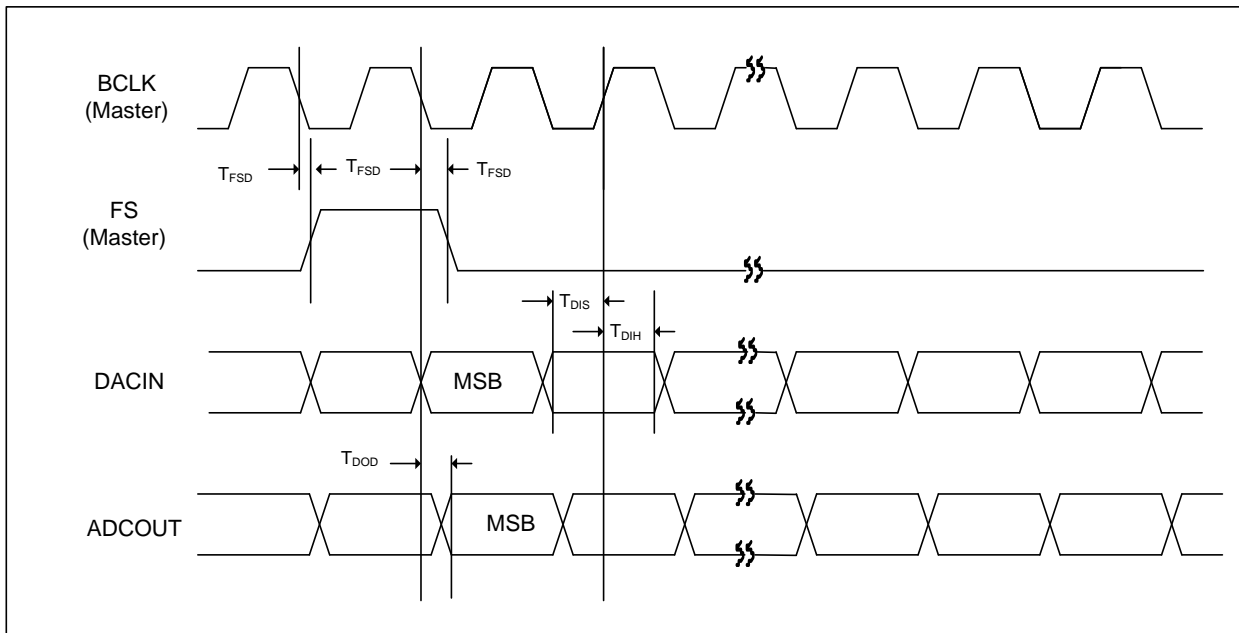 BCLK
(Master)
TFSD TFSD TFSD
FS
(Master)
TDIS
TDIH
DACIN
MSB
TDOD
ADCOUT
MSB